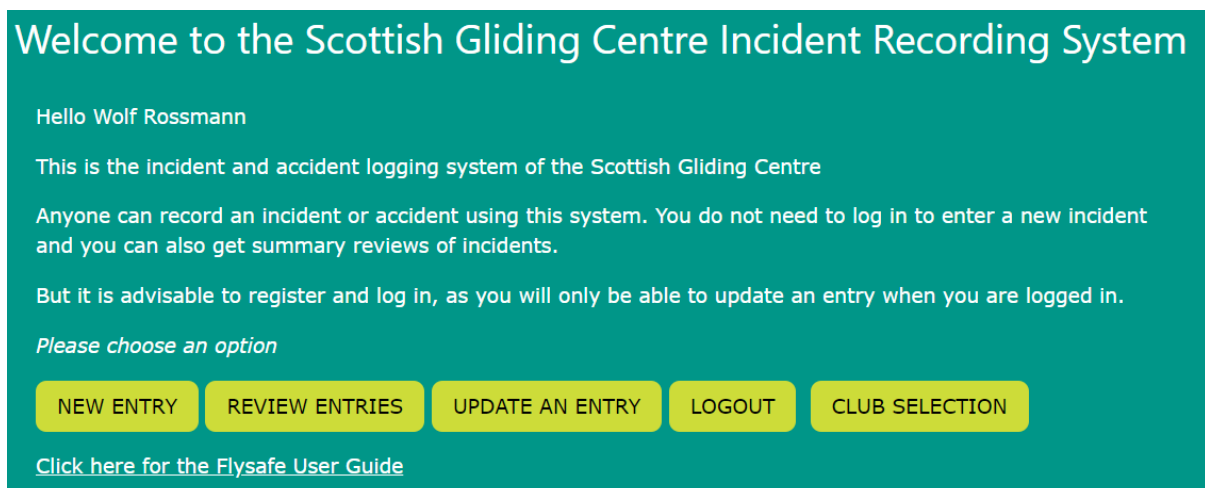 Welcome to the Scottish Gliding Centre Incident Recording System
Hello Wolf Rossmann
This is the incident and accident logging system of the Scottish Gliding Centre
Anyone can record an incident or accident using this system. You do not need to log in to enter a new incident
and you can also get summary reviews of incidents.
But it is advisable to register and log in, as you will only be able to update an entry when you are logged in.
Please choose an option
NEW ENTRY REVIEW ENTRIES UPDATE AN ENTRY LOGOUT CLUB SELECTION
Click here for the Flysafe User Guide